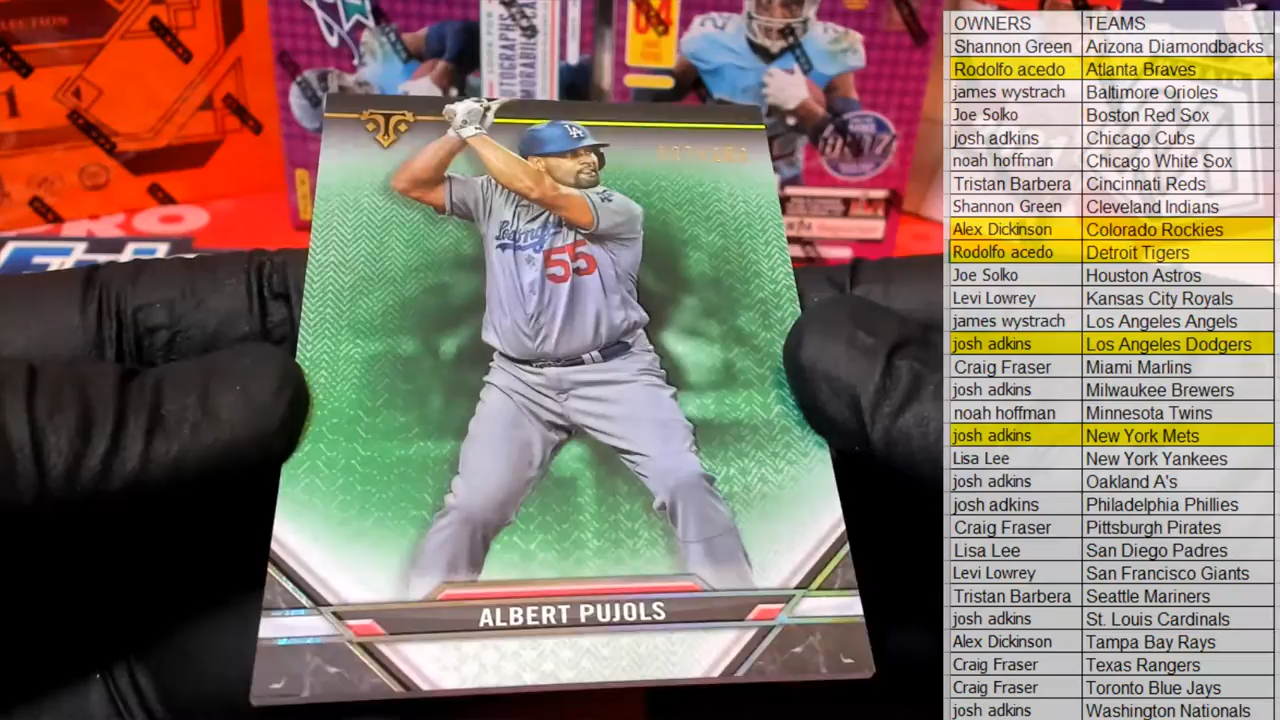 OWNERS TEAMS
Shannon Green Arizona Diamondbacks
Rodolfo acedo Atlanta Braves
james wystrach Baltimore Orioles
Joe Solko Boston Red Sox
josh adkins Chicago Cubs
noah hoffman Chicago White Sox
Tristan Barbera Cincinnati Reds
Shannon Green Cleveland Indians
Alex Dickinson Colorado Rockies
Rodolfo acedo Detroit Tigers
Joe Solko Houston Astros
Levi Lowrey Kansas City Royals
james wystrach Los Angeles Angels
josh adkins Los Angeles Dodgers
Craig Fraser Miami Marlins
josh adkins Milwaukee Brewers
noah hoffman Minnesota Twins
josh adkins New York Mets
Lisa Lee New York Yankees
josh adkins Oakland A's
josh adkins Philadelphia Phillies
Craig Fraser Pittsburgh Pirates
Lisa Lee San Diego Padres
Levi Lowrey San Francisco Giants
Tristan Barbera Seattle Mariners
josh adkins St. Louis Cardinals
Alex Dickinson Tampa Bay Rays
Craig Fraser Texas Rangers
Craig Fraser Toronto Blue Jays
josh adkins Washington Nationals
TT
LA
55
ALBERT PUJOLS